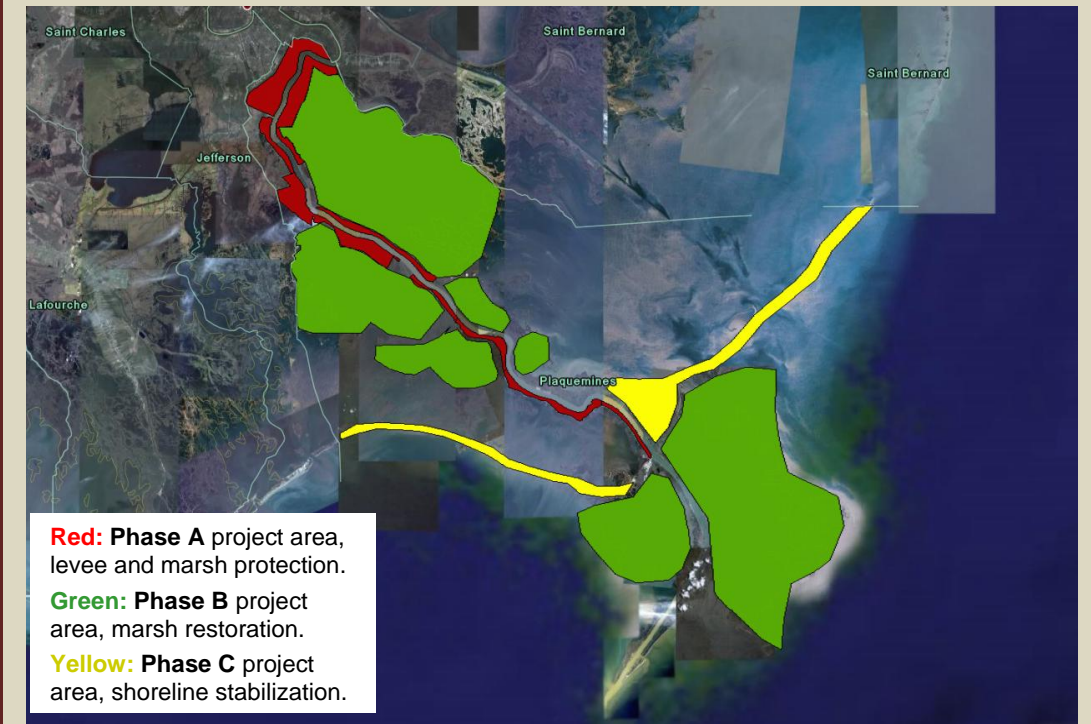 Saint Charles
Saint Bernard
Saint Bernard
Jefferson
Lafourche
Plaquemines
Red: Phase A project area,
levee and marsh protection.
Green: Phase B project
area, marsh restoration.
Yellow: Phase C project
area, shoreline stabilization.